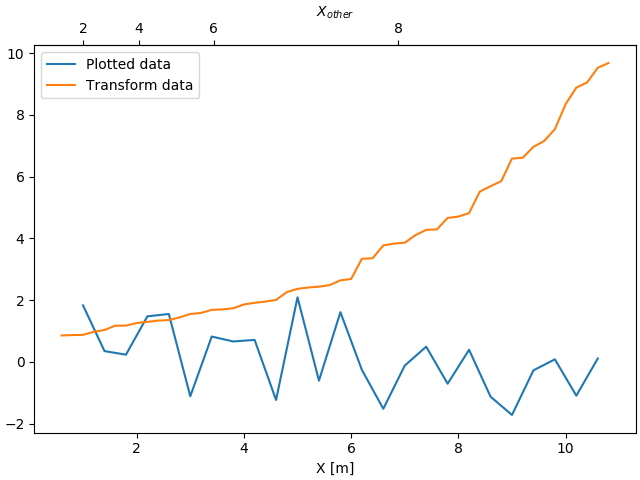 X_other
2 4 6 8
10
8
6
4
2
0
−2
Plotted data
Transform data
2 4 6 8 10
X [m]